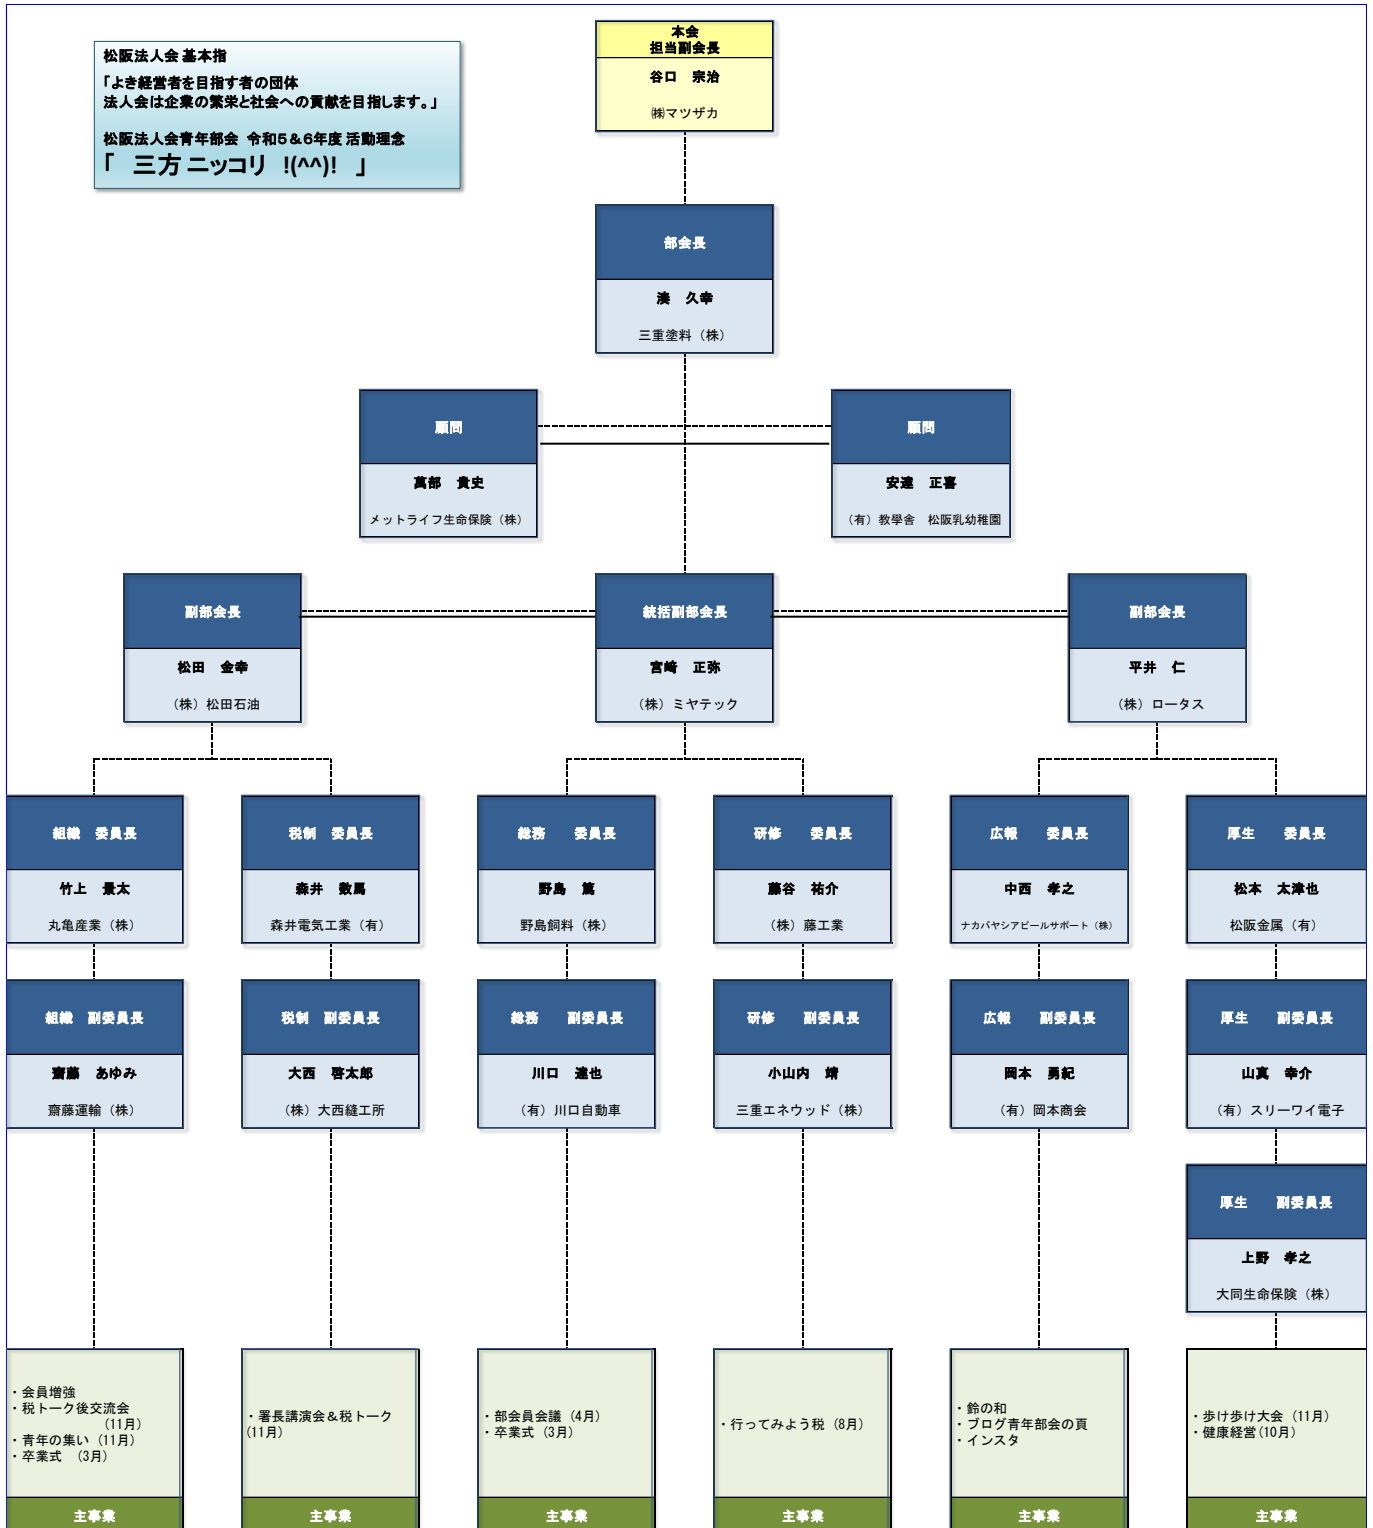 松阪法人会 基本指
「よき経営者を目指す者の団体
法人会は企業の繁栄と社会への貢献を目指します。」
松阪法人会青年部会 令和5＆6年度 活動理念
「　三方 ニッコリ　!(^^)!　」
本会
担当副会長
谷口　宗治
㈱マツザカ
部会長
湊　久幸
三重塗料（株）
顧問
萬部　貴史
メットライフ生命保険（株）
顧問
安達　正喜
（有）教學舎　松阪乳幼稚園
副部会長
松田　金幸
（株）松田石油
統括副部会長
宮崎　正弥
（株）ミヤテック
副部会長
平井　仁
（株）ロータス
組織　委員長
竹上　景太
丸亀産業（株）
税制　委員長
森井　数馬
森井電気工業（有）
総務　　委員長
野島　篤
野島飼料（株）
研修　　委員長
藤谷　祐介
（株）藤工業
広報　　委員長
中西　孝之
ナカバヤシアピールサポート（株）
厚生　　委員長
松本　太津也
松阪金属（有）
組織　副委員長
齋藤　あゆみ
齋藤運輸（株）
税制　副委員長
大西　啓太郎
（株）大西縫工所
総務　　副委員長
川口　達也
（有）川口自動車
研修　　副委員長
小山内　靖
三重エネウッド（株）
広報　　副委員長
岡本　勇紀
（有）岡本商会
厚生　　副委員長
山真　幸介
（有）スリーワイ電子
厚生　　副委員長
上野　孝之
大同生命保険（株）
・会員増強
・税トーク後交流会
（11月）
・青年の集い（11月）
・卒業式　（3月）
主事業
・署長講演会＆税トーク
（11月）
主事業
・部会員会議（4月）
・卒業式（3月）
主事業
・行ってみよう税（8月）
主事業
・鈴の和
・ブログ青年部会の頁
・インスタ
主事業
・歩け歩け大会（11月）
・健康経営（10月）
主事業